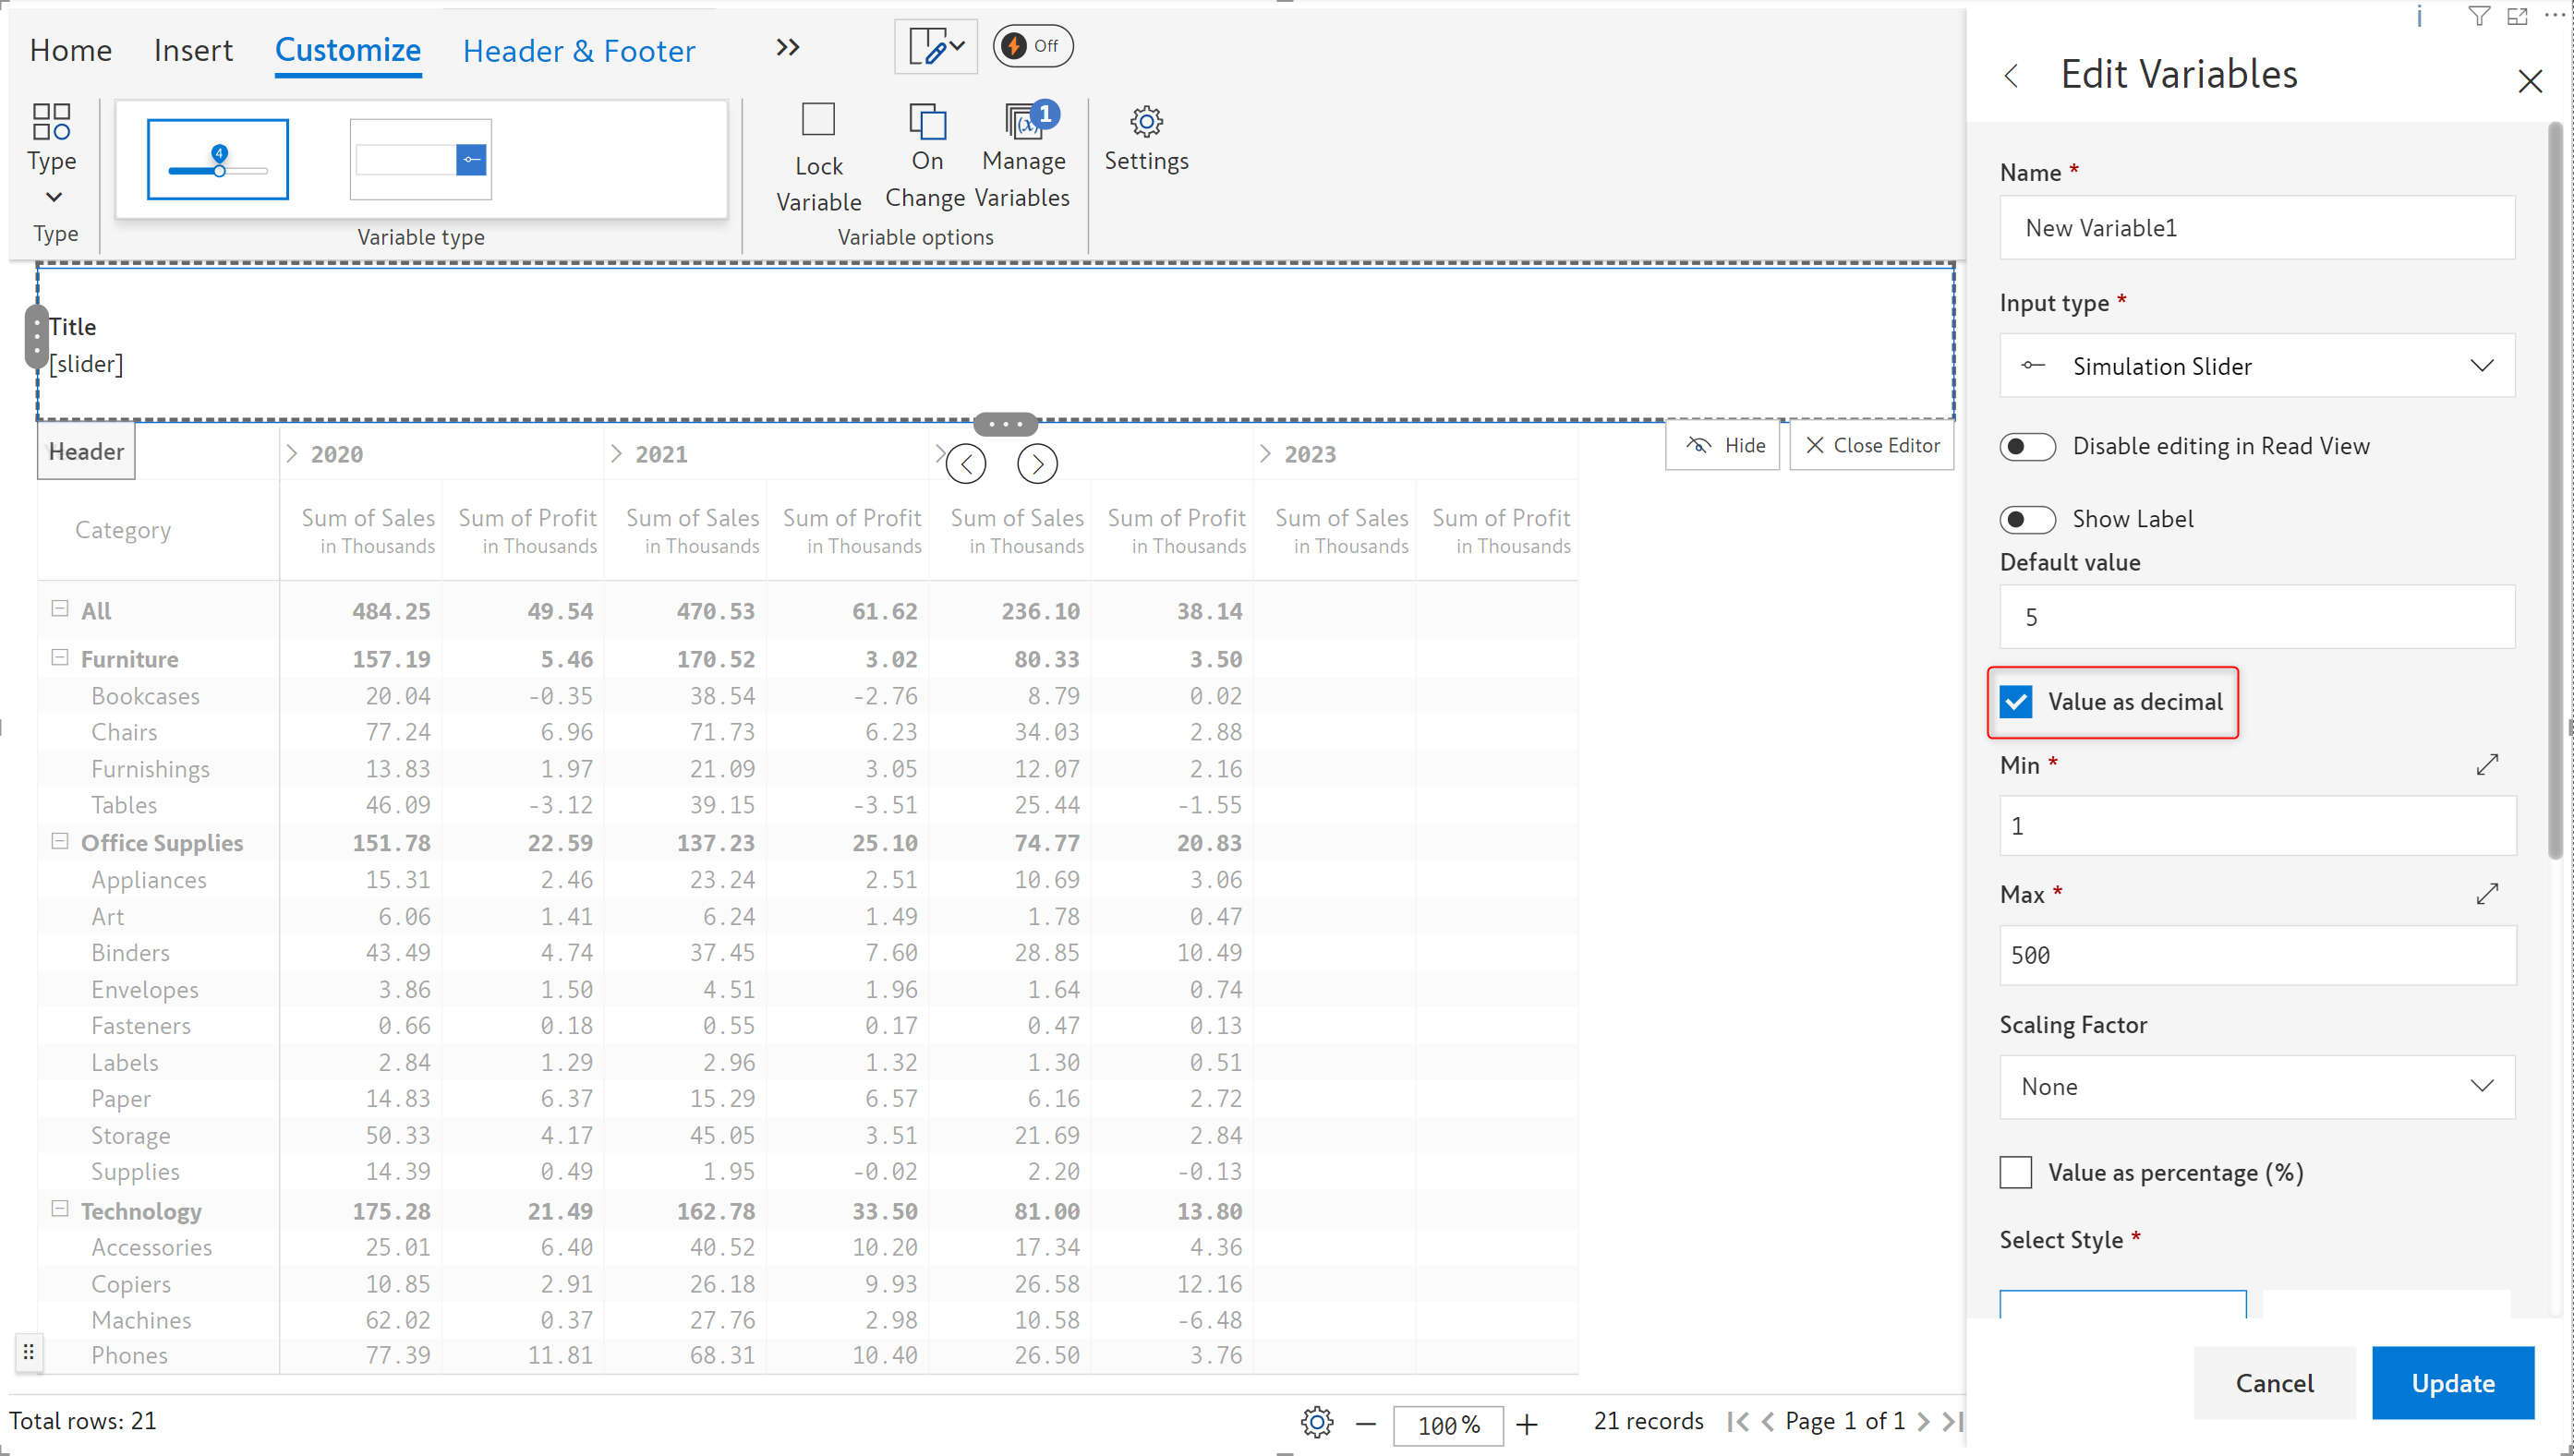 Home Insert Customize Header & Footer Off
Type
4
Lock Variable
On Change
1
(x)
Manage Variables
Settings
Type Variable type Variable options
Title
[slider]
Header
2020 2021 2023
Hide Close Editor
Category Sum of Sales Sum of Profit Sum of Sales Sum of Profit Sum of Sales Sum of Profit Sum of Sales Sum of Profit
in Thousands in Thousands in Thousands in Thousands in Thousands in Thousands in Thousands in Thousands
All 484.25 49.54 470.53 61.62 236.10 38.14
Furniture 157.19 5.46 170.52 3.02 80.33 3.50
Bookcases 20.04 -0.35 38.54 -2.76 8.79 0.02
Chairs 77.24 6.96 71.73 6.23 34.03 2.88
Furnishings 13.83 1.97 21.09 3.05 12.07 2.16
Tables 46.09 -3.12 39.15 -3.51 25.44 -1.55
Office Supplies 151.78 22.59 137.23 25.10 74.77 20.83
Appliances 15.31 2.46 23.24 2.51 10.69 3.06
Art 6.06 1.41 6.24 1.49 1.78 0.47
Binders 43.49 4.74 37.45 7.60 28.85 10.49
Envelopes 3.86 1.50 4.51 1.96 1.64 0.74
Fasteners 0.66 0.18 0.55 0.17 0.47 0.13
Labels 2.84 1.29 2.96 1.32 1.30 0.51
Paper 14.83 6.37 15.29 6.57 6.16 2.72
Storage 50.33 4.17 45.05 3.51 21.69 2.84
Supplies 14.39 0.49 1.95 -0.02 2.20 -0.13
Technology 175.28 21.49 162.78 33.50 81.00 13.80
Accessories 25.01 6.40 40.52 10.20 17.34 4.36
Copiers 10.85 2.91 26.18 9.93 26.58 12.16
Machines 62.02 0.37 27.76 2.98 10.58 -6.48
Phones 77.39 11.81 68.31 10.40 26.50 3.76
Total rows: 21 100% 21 records Page 1 of 1
Edit Variables
Name *
New Variable1
Input type *
Simulation Slider
Disable editing in Read View
Show Label
Default value
5
Value as decimal
Min *
1
Max *
500
Scaling Factor
None
Value as percentage (%)
Select Style *
Cancel Update